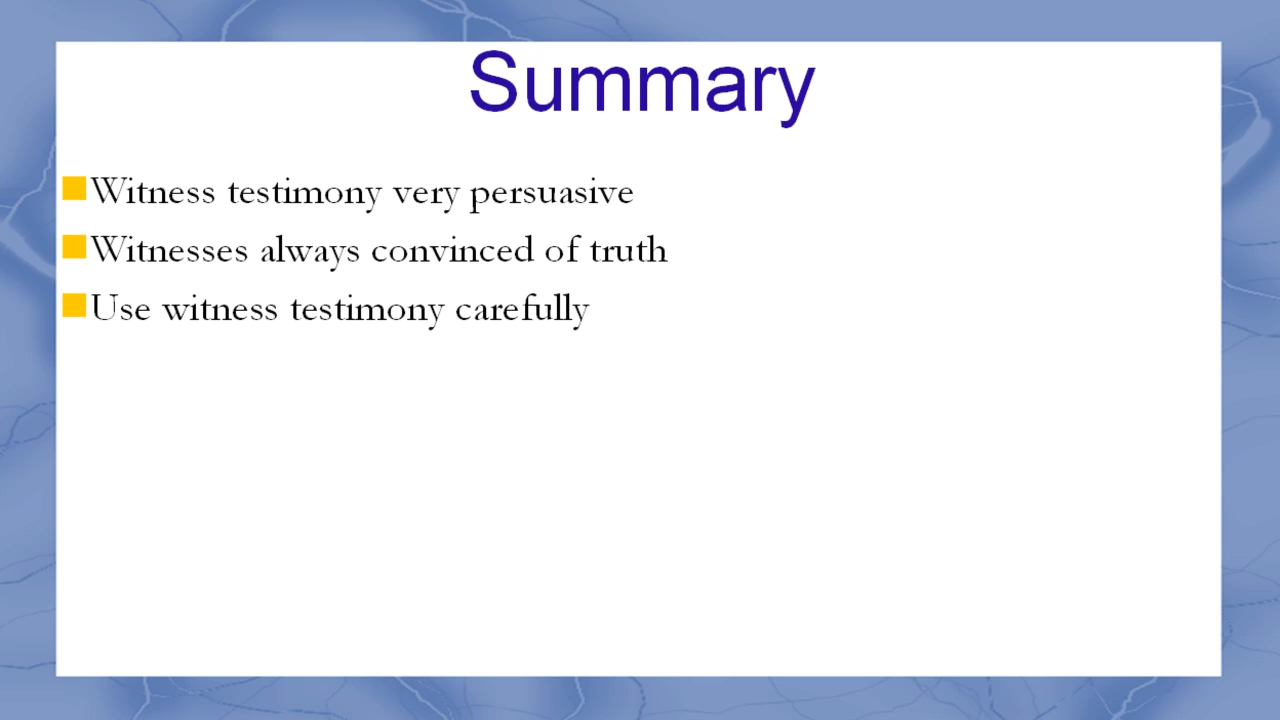 Summary
Witness testimony very persuasive
Witnesses always convinced of truth
Use witness testimony carefully